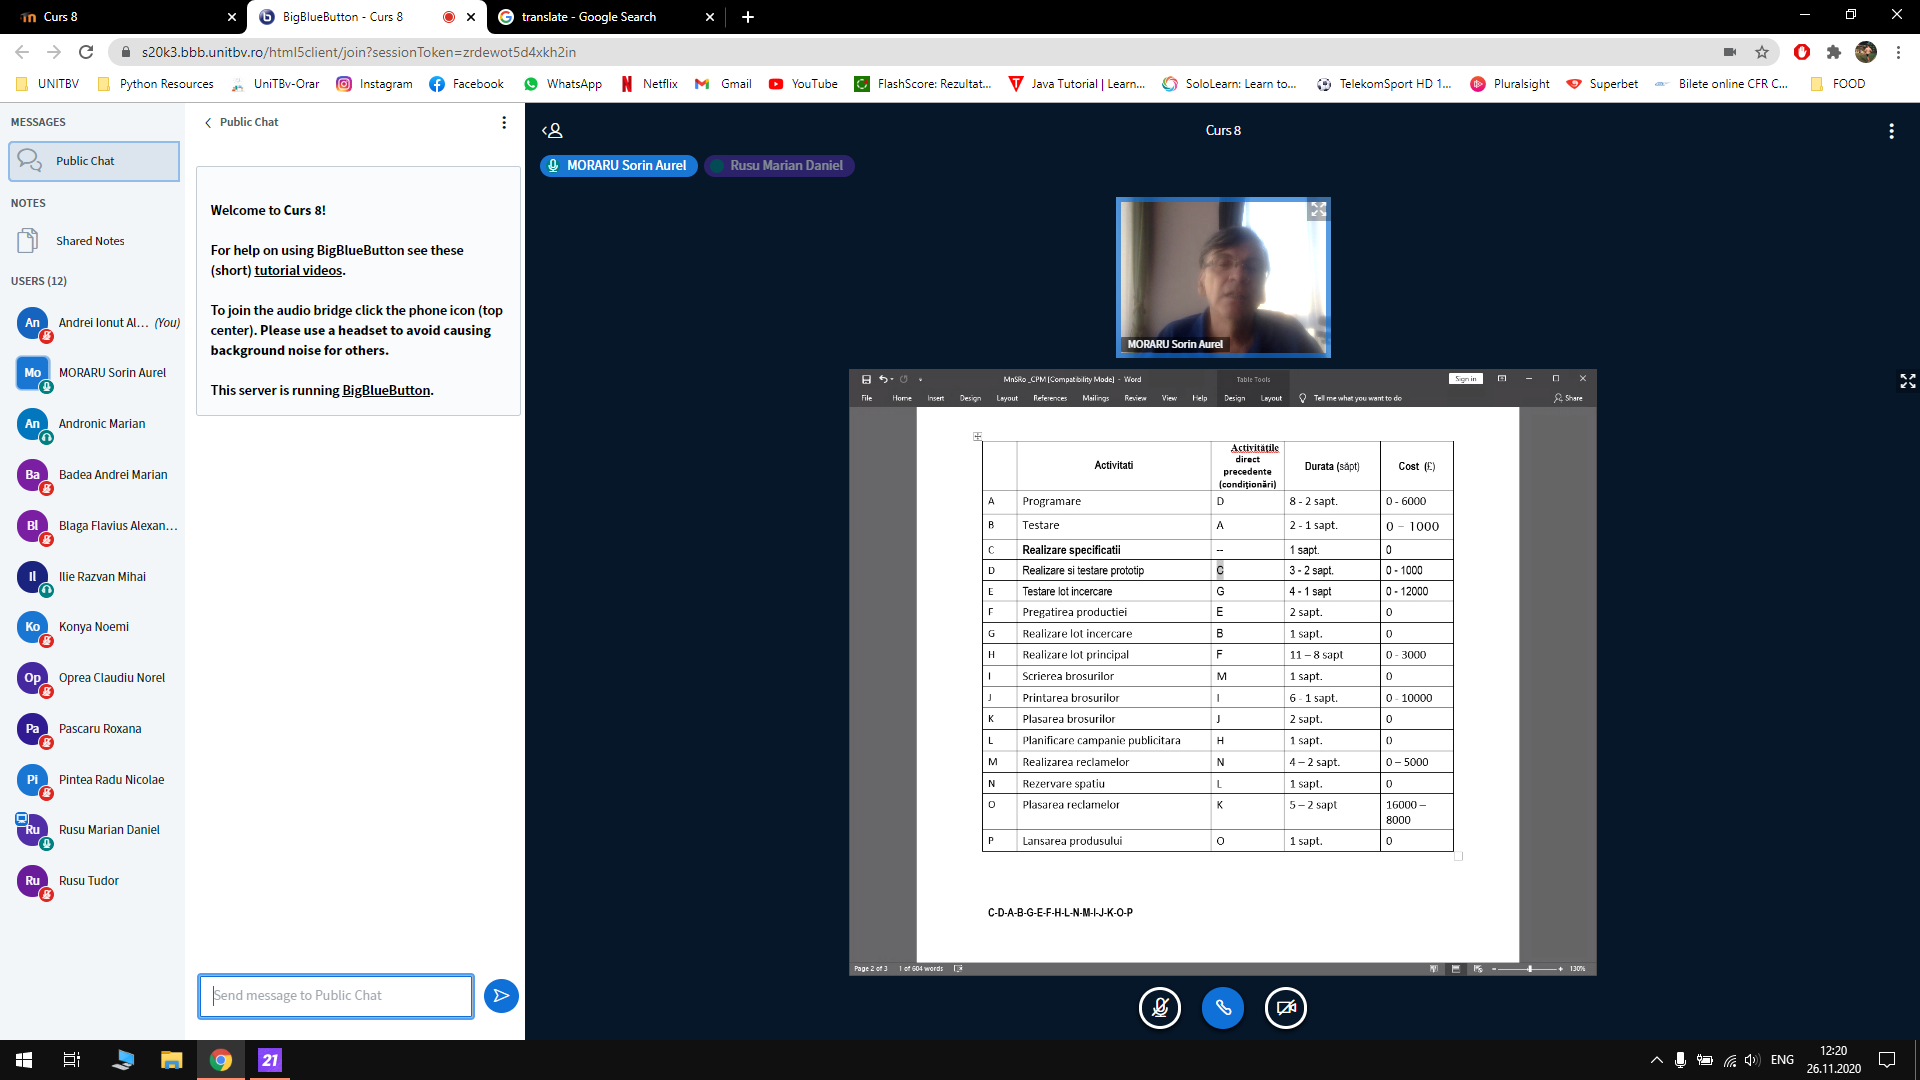 Curs 8
BigBlueButton - Curs 8
translate - Google Search
s20k3.bbb.unitbv.ro/html5client/join?sessionToken=zrdewot5d4xkh2in
UNITBV
Python Resources
UniTBv-Orar
Instagram
Facebook
WhatsApp
Netflix
Gmail
YouTube
FlashScore: Rezultat...
Java Tutorial | Learn...
SoloLearn: Learn to...
TelekomSport HD 1...
Pluralsight
Superbet
Bilete online CFR C...
FOOD
MESSAGES
Public Chat
NOTES
Shared Notes
USERS (12)
An Andrei Ionut Al... (You)
Mo MORARU Sorin Aurel
An Andronic Marian
Ba Badea Andrei Marian
Bl Blaga Flavius Alexan...
Il Ilie Razvan Mihai
Ko Konya Noemi
Op Oprea Claudiu Norel
Pa Pascaru Roxana
Pi Pintea Radu Nicolae
Ru Rusu Marian Daniel
Ru Rusu Tudor
Public Chat
Welcome to Curs 8!
For help on using BigBlueButton see these
(short) tutorial videos.
To join the audio bridge click the phone icon (top
center). Please use a headset to avoid causing
background noise for others.
This server is running BigBlueButton.
Send message to Public Chat
Curs 8
MORARU Sorin Aurel
Rusu Marian Daniel
MORARU Sorin Aurel
MnSRo _CPM [Compatibility Mode] - Word
Table Tools
Sign in
File Home Insert Design Layout References Mailings Review View Help Design Layout Tell me what you want to do Share
Activitati
Activitățile
direct
precedente
(condiționări)
Durata (săpt)
Cost (£)
A Programare D 8 - 2 sapt. 0 - 6000
B Testare A 2 - 1 sapt. 0 – 1000
C Realizare specificatii -- 1 sapt. 0
D Realizare si testare prototip C 3 - 2 sapt. 0 - 1000
E Testare lot incercare G 4 - 1 sapt 0 - 12000
F Pregatirea productiei E 2 sapt. 0
G Realizare lot incercare B 1 sapt. 0
H Realizare lot principal F 11 – 8 sapt 0 - 3000
I Scrierea brosurilor M 1 sapt. 0
J Printarea brosurilor I 6 - 1 sapt. 0 - 10000
K Plasarea brosurilor J 2 sapt. 0
L Planificare campanie publicitara H 1 sapt. 0
M Realizarea reclamelor N 4 – 2 sapt. 0 – 5000
N Rezervare spatiu L 1 sapt. 0
O Plasarea reclamelor K 5 – 2 sapt 16000 –
8000
P Lansarea produsului O 1 sapt. 0
C-D-A-B-G-E-F-H-L-N-M-I-J-K-O-P
Page 2 of 3 1 of 604 words 130%
21
ENG
12:20
26.11.2020